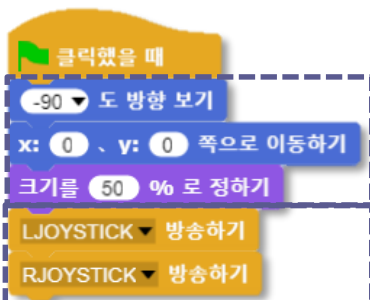 클릭했을 때
-90 도 방향 보기
x: 0 、 y: 0 쪽으로 이동하기
크기를 50 % 로 정하기
LJOYSTICK 방송하기
RJOYSTICK 방송하기